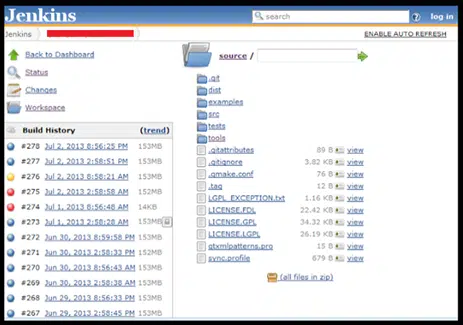 Jenkins
search
log in
Jenkins
ENABLE AUTO REFRESH
Back to Dashboard
Status
Changes
Workspace
Build History (trend)
#278 Jul 2, 2013 8:56:25 PM 153MB
#277 Jul 2, 2013 2:58:51 PM 153MB
#276 Jul 2, 2013 8:56:21 AM 153MB
#275 Jul 2, 2013 2:58:58 AM 152MB
#274 Jul 1, 2013 8:56:48 AM 14KB
#273 Jul 1, 2013 2:58:28 AM 153MB
#272 Jun 30, 2013 8:59:58 PM 153MB
#271 Jun 30, 2013 2:58:33 PM 153MB
#270 Jun 30, 2013 8:56:43 AM 153MB
#269 Jun 30, 2013 2:58:38 AM 153MB
#268 Jun 29, 2013 8:56:33 PM 153MB
#267 Jun 29, 2013 2:58:33 PM 153MB
source /
.git
dist
examples
src
tests
tools
.gitattributes 89 B view
.gitignore 3.82 KB view
.qmake.conf 76 B view
.tag 12 B view
LGPL_EXCEPTION.txt 1.16 KB view
LICENSE.FDL 22.42 KB view
LICENSE.GPL 34.32 KB view
LICENSE.LGPL 26.19 KB view
qtxmlpatterns.pro 15 B view
sync.profile 679 B view
(all files in zip)